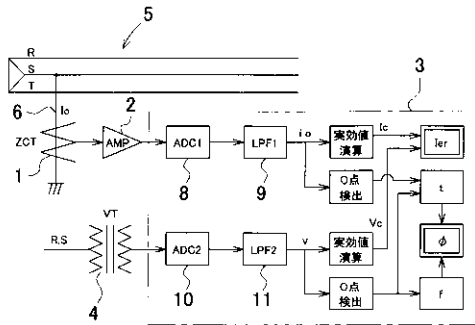 5
R
S
T
3
6
Io
2
ZCT
AMP
ADC1
LPF1
io
実効値
演算
Ic
Ier
1
8
9
0点
検出
t
VT
Vc
φ
R,S
ADC2
LPF2
v
実効値
演算
4
10
11
0点
検出
f